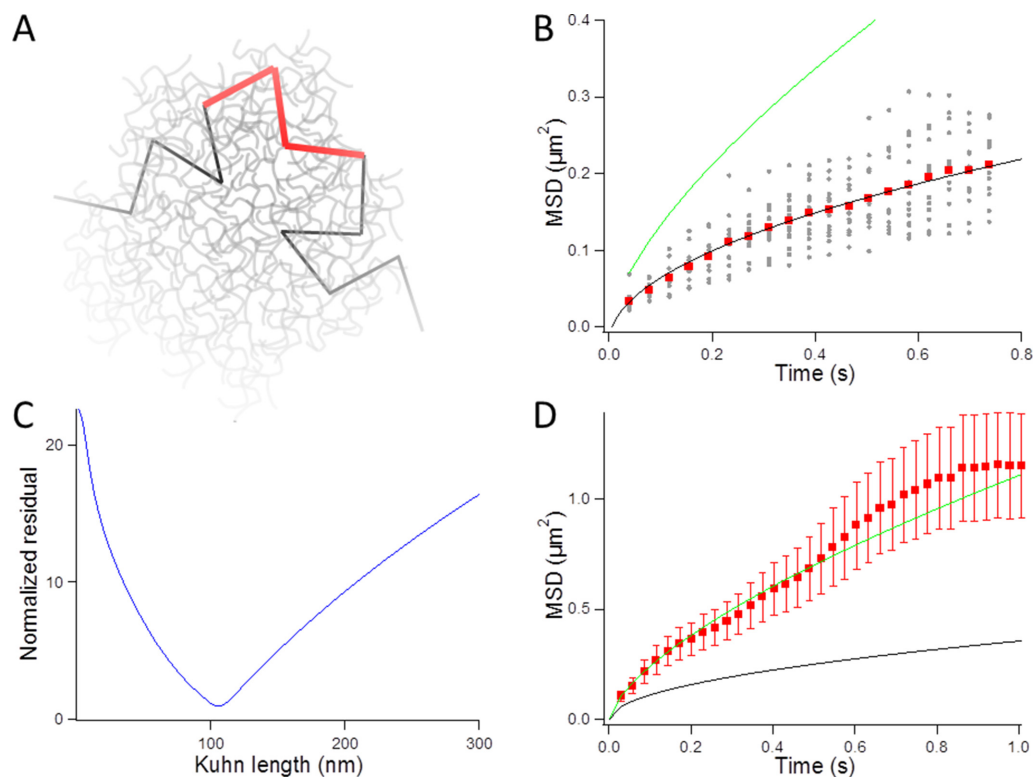 A
B
MSD (µm²)
0.4
0.3
0.2
0.1
0.0
0.0 0.2 0.4 0.6 0.8
Time (s)
C
Normalized residual
20
10
0
100 200 300
Kuhn length (nm)
D
MSD (µm²)
1.0
0.5
0.0
0.0 0.2 0.4 0.6 0.8 1.0
Time (s)